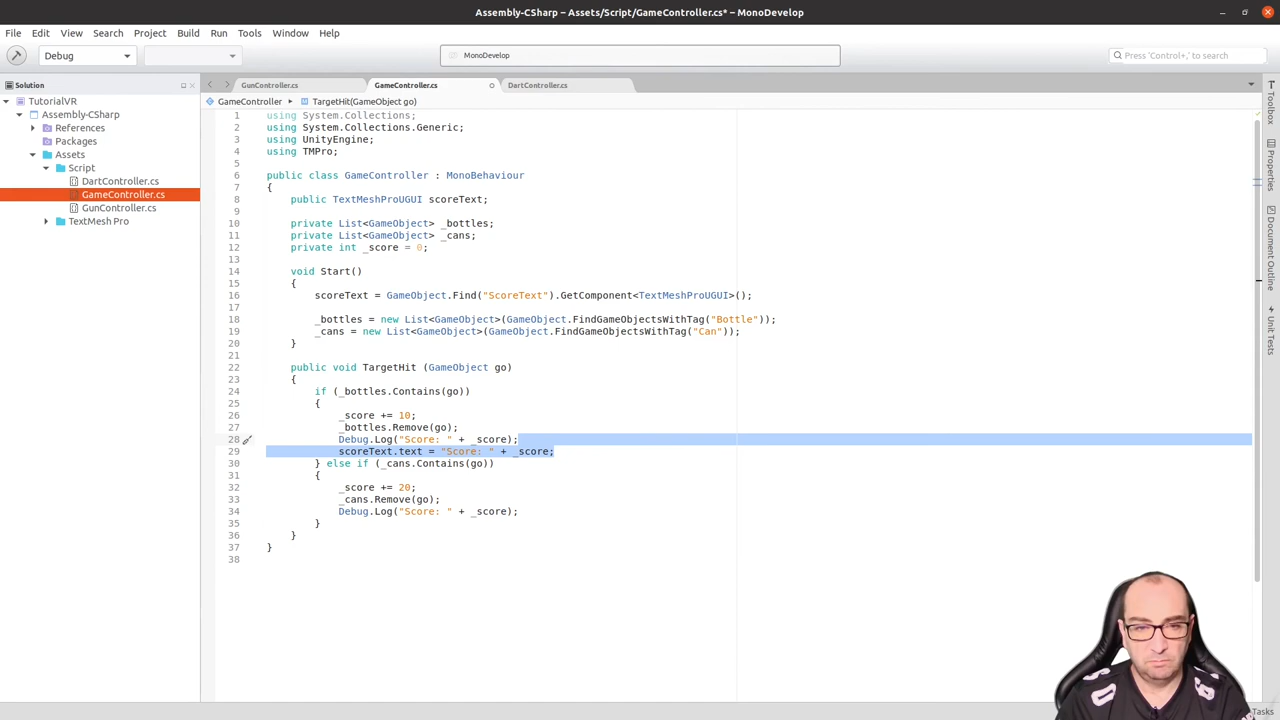 Assembly-CSharp – Assets/Script/GameController.cs* – MonoDevelop
File Edit View Search Project Build Run Tools Window Help
Debug
MonoDevelop
Press 'Control+,' to search
Solution
GunController.cs
GameController.cs
DartController.cs
TutorialVR
Assembly-CSharp
References
Packages
Assets
Script
DartController.cs
GameController.cs
GunController.cs
TextMesh Pro
GameController
TargetHit(GameObject go)
1 using System.Collections;
2 using System.Collections.Generic;
3 using UnityEngine;
4 using TMPro;
5
6 public class GameController : MonoBehaviour
7 {
8 public TextMeshProUGUI scoreText;
9
10 private List<GameObject> _bottles;
11 private List<GameObject> _cans;
12 private int _score = 0;
13
14 void Start()
15 {
16 scoreText = GameObject.Find("ScoreText").GetComponent<TextMeshProUGUI>();
17
18 _bottles = new List<GameObject>(GameObject.FindGameObjectsWithTag("Bottle"));
19 _cans = new List<GameObject>(GameObject.FindGameObjectsWithTag("Can"));
20 }
21
22 public void TargetHit (GameObject go)
23 {
24 if (_bottles.Contains(go))
25 {
26 _score += 10;
27 _bottles.Remove(go);
28 Debug.Log("Score: " + _score);
29 scoreText.text = "Score: " + _score;
30 } else if (_cans.Contains(go))
31 {
32 _score += 20;
33 _cans.Remove(go);
34 Debug.Log("Score: " + _score);
35 }
36 }
37 }
38
Toolbox
Properties
Document Outline
Unit Tests
Tasks